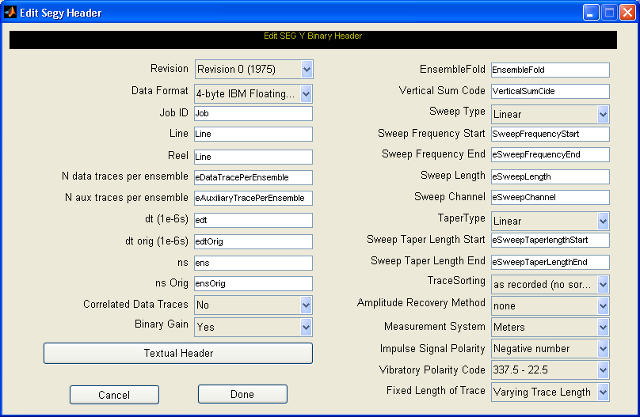 Edit Segy Header
Edit SEG Y Binary Header
Revision Revision 0 (1975)
Data Format 4-byte IBM Floating...
Job ID Job
Line Line
Reel Line
N data traces per ensemble eDataTracePerEnsemble
N aux traces per ensemble eAuxiliaryTracePerEnsemble
dt (1e-6s) edt
dt orig (1e-6s) edtOrig
ns ens
ns Orig ensOrig
Correlated Data Traces No
Binary Gain Yes
Textual Header
Cancel Done
EnsembleFold EnsembleFold
Vertical Sum Code VerticalSumCide
Sweep Type Linear
Sweep Frequency Start SweepFrequencyStart
Sweep Frequency End eSweepFrequencyEnd
Sweep Length eSweepLength
Sweep Channel eSweepChannel
TaperType Linear
Sweep Taper Length Start eSweepTaperlengthStart
Sweep Taper Length End eSweepTaperLengthEnd
TraceSorting as recorded (no sor...
Amplitude Recovery Method none
Measurement System Meters
Impulse Signal Polarity Negative number
Vibratory Polarity Code 337.5 - 22.5
Fixed Length of Trace Varying Trace Length